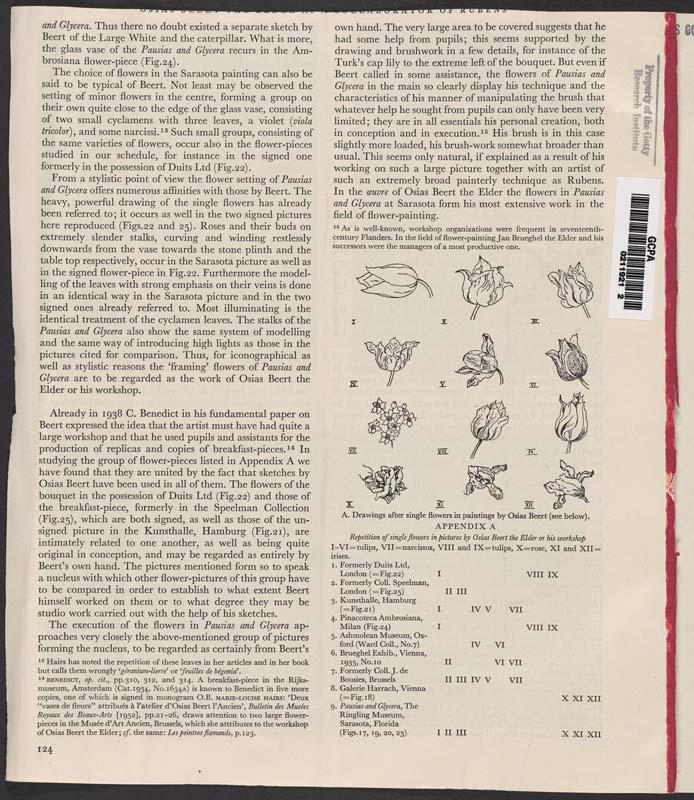 OSIAS BEERT THE ELDER AS A COLLABORATOR OF RUBENS
and Glycera. Thus there no doubt existed a separate sketch by
Beert of the Large White and the caterpillar. What is more,
the glass vase of the Pausias and Glycera recurs in the Am-
brosiana flower-piece (Fig.24).
The choice of flowers in the Sarasota painting can also be
said to be typical of Beert. Not least may be observed the
setting of minor flowers in the centre, forming a group on
their own quite close to the edge of the glass vase, consisting
of two small cyclamens with three leaves, a violet (viola
tricolor), and some narcissi.¹³ Such small groups, consisting of
the same varieties of flowers, occur also in the flower-pieces
studied in our schedule, for instance in the signed one
formerly in the possession of Duits Ltd (Fig.22).
From a stylistic point of view the flower setting of Pausias
and Glycera offers numerous affinities with those by Beert. The
heavy, powerful drawing of the single flowers has already
been referred to; it occurs as well in the two signed pictures
here reproduced (Figs.22 and 25). Roses and their buds on
extremely slender stalks, curving and winding restlessly
downwards from the vase towards the stone plinth and the
table top respectively, occur in the Sarasota picture as well as
in the signed flower-piece in Fig.22. Furthermore the model-
ling of the leaves with strong emphasis on their veins is done
in an identical way in the Sarasota picture and in the two
signed ones already referred to. Most illuminating is the
identical treatment of the cyclamen leaves. The stalks of the
Pausias and Glycera also show the same system of modelling
and the same way of introducing high lights as those in the
pictures cited for comparison. Thus, for iconographical as
well as stylistic reasons the 'framing' flowers of Pausias and
Glycera are to be regarded as the work of Osias Beert the
Elder or his workshop.
Already in 1938 C. Benedict in his fundamental paper on
Beert expressed the idea that the artist must have had quite a
large workshop and that he used pupils and assistants for the
production of replicas and copies of breakfast-pieces.¹⁴ In
studying the group of flower-pieces listed in Appendix A we
have found that they are united by the fact that sketches by
Osias Beert have been used in all of them. The flowers of the
bouquet in the possession of Duits Ltd (Fig.22) and those of
the breakfast-piece, formerly in the Speelman Collection
(Fig.25), which are both signed, as well as those of the un-
signed picture in the Kunsthalle, Hamburg (Fig.21), are
intimately related to one another, as well as being quite
original in conception, and may be regarded as entirely by
Beert's own hand. The pictures mentioned form so to speak
a nucleus with which other flower-pictures of this group have
to be compared in order to establish to what extent Beert
himself worked on them or to what degree they may be
studio work carried out with the help of his sketches.
The execution of the flowers in Pausias and Glycera ap-
proaches very closely the above-mentioned group of pictures
forming the nucleus, to be regarded as certainly from Beert's
¹³ Hairs has noted the repetition of these leaves in her articles and in her book
but calls them wrongly 'géranium-lierre' or 'feuilles de bégonia'.
¹⁴ BENEDICT, op. cit., pp.310, 312, and 314. A breakfast-piece in the Rijks-
museum, Amsterdam (Cat.1934, No.1634A) is known to Benedict in five more
copies, one of which is signed in monogram O.B. MARIE-LOUISE HAIRS: 'Deux
"vases de fleurs" attribués à l'atelier d'Osias Beert l'Ancien', Bulletin des Musées
Royaux des Beaux-Arts [1952], pp.21–26, draws attention to two large flower-
pieces in the Musée d'Art Ancien, Brussels, which she attributes to the workshop
of Osias Beert the Elder; cf. the same: Les peintres flamands, p.123.
124
own hand. The very large area to be covered suggests that he
had some help from pupils; this seems supported by the
drawing and brushwork in a few details, for instance of the
Turk's cap lily to the extreme left of the bouquet. But even if
Beert called in some assistance, the flowers of Pausias and
Glycera in the main so clearly display his technique and the
characteristics of his manner of manipulating the brush that
whatever help he sought from pupils can only have been very
limited; they are in all essentials his personal creation, both
in conception and in execution.¹⁵ His brush is in this case
slightly more loaded, his brush-work somewhat broader than
usual. This seems only natural, if explained as a result of his
working on such a large picture together with an artist of
such an extremely broad painterly technique as Rubens.
In the œuvre of Osias Beert the Elder the flowers in Pausias
and Glycera at Sarasota form his most extensive work in the
field of flower-painting.
¹⁵ As is well-known, workshop organizations were frequent in seventeenth-
century Flanders. In the field of flower-painting Jan Brueghel the Elder and his
successors were the managers of a most productive one.
I II III
IV V VI
VII VIII IX
X XI XII
A. Drawings after single flowers in paintings by Osias Beert (see below).
APPENDIX A
Repetition of single flowers in pictures by Osias Beert the Elder or his workshop
I–VI=tulips, VII=narcissus, VIII and IX=tulips, X=rose, XI and XII=
irises.
1. Formerly Duits Ltd,
London (=Fig.22) I VIII IX
2. Formerly Coll. Speelman,
London (=Fig.25) II III
3. Kunsthalle, Hamburg
(=Fig.21) I IV V VII
4. Pinacoteca Ambrosiana,
Milan (Fig.24) I VIII IX
5. Ashmolean Museum, Ox-
ford (Ward Coll., No.7) IV VI
6. Brueghel Exhib., Vienna,
1935, No.10 II VI VII
7. Formerly Coll. J. de
Bousies, Brussels II III IV V VII
8. Galerie Harrach, Vienna
(=Fig.18) X XI XII
9. Pausias and Glycera, The
Ringling Museum,
Sarasota, Florida
(Figs.17, 19, 20, 23) I II III X XI XII
Property of the Getty
Research Institute
GCPA
0211921 2